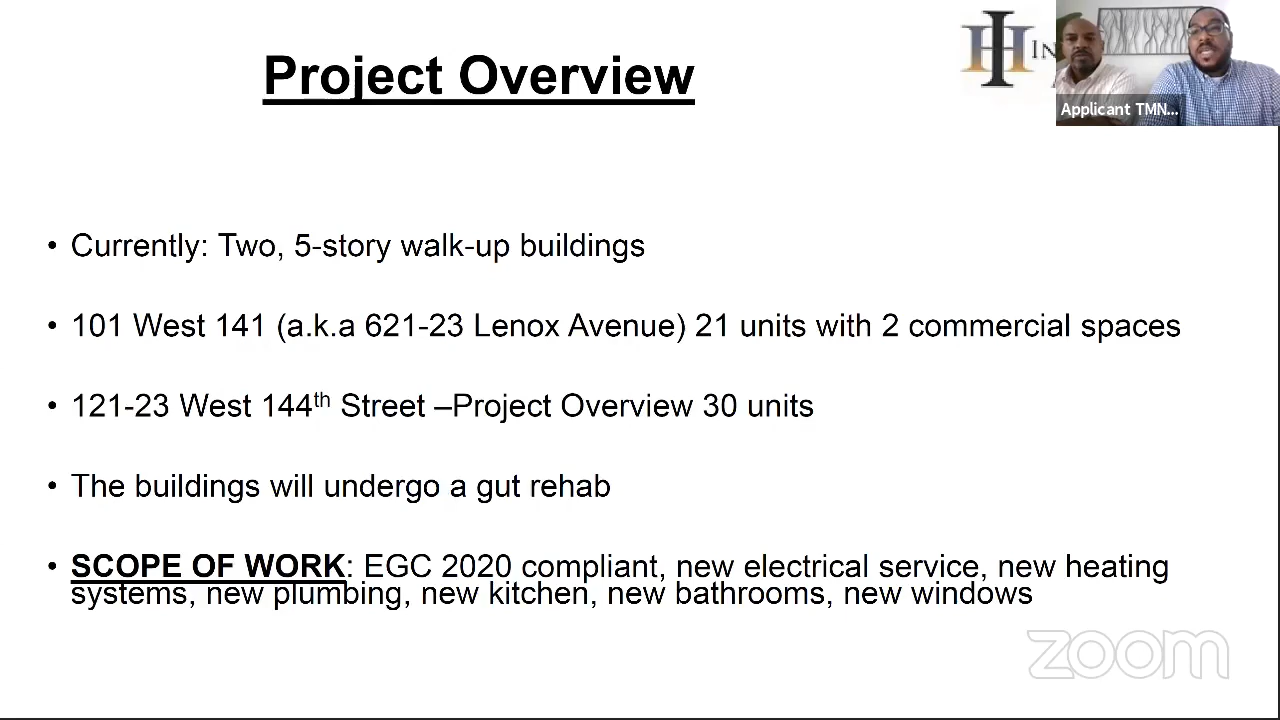 Project Overview
IN
Applicant TMN...
• Currently: Two, 5-story walk-up buildings
• 101 West 141 (a.k.a 621-23 Lenox Avenue) 21 units with 2 commercial spaces
• 121-23 West 144th Street –Project Overview 30 units
• The buildings will undergo a gut rehab
• SCOPE OF WORK: EGC 2020 compliant, new electrical service, new heating
systems, new plumbing, new kitchen, new bathrooms, new windows
zoom